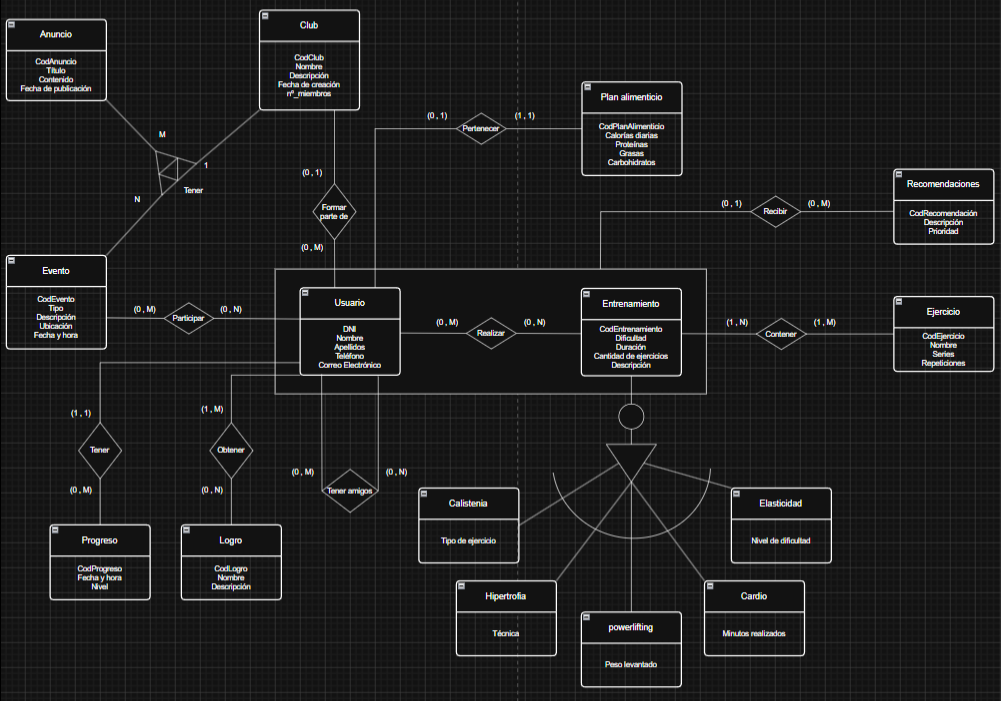 Anuncio
CodAnuncio
Título
Contenido
Fecha de publicación
Club
CodClub
Nombre
Descripción
Fecha de creación
nº_miembros
M
1
Tener
N
(0, 1)
Formar
parte de
(0, M)
(0, 1)
Pertenecer
(1, 1)
Plan alimenticio
CodPlanAlimenticio
Calorías diarias
Proteínas
Grasas
Carbohidratos
(0, 1)
Recibir
(0, M)
Recomendaciones
CodRecomendación
Descripción
Prioridad
Evento
CodEvento
Tipo
Descripción
Ubicación
Fecha y hora
(0, M)
Participar
(0, N)
Usuario
DNI
Nombre
Apellidos
Teléfono
Correo Electrónico
(0, M)
Realizar
(0, N)
Entrenamiento
CodEntrenamiento
Dificultad
Duración
Cantidad de ejercicios
Descripción
(1, N)
Contener
(1, M)
Ejercicio
CodEjercicio
Nombre
Series
Repeticiones
(1, 1)
Tener
(0, M)
(1, M)
Obtener
(0, N)
(0, M)
Tener amigos
(0, N)
Progreso
CodProgreso
Fecha y hora
Nivel
Logro
CodLogro
Nombre
Descripción
Calistenia
Tipo de ejercicio
Elasticidad
Nivel de dificultad
Hipertrofia
Técnica
powerlifting
Peso levantado
Cardio
Minutos realizados